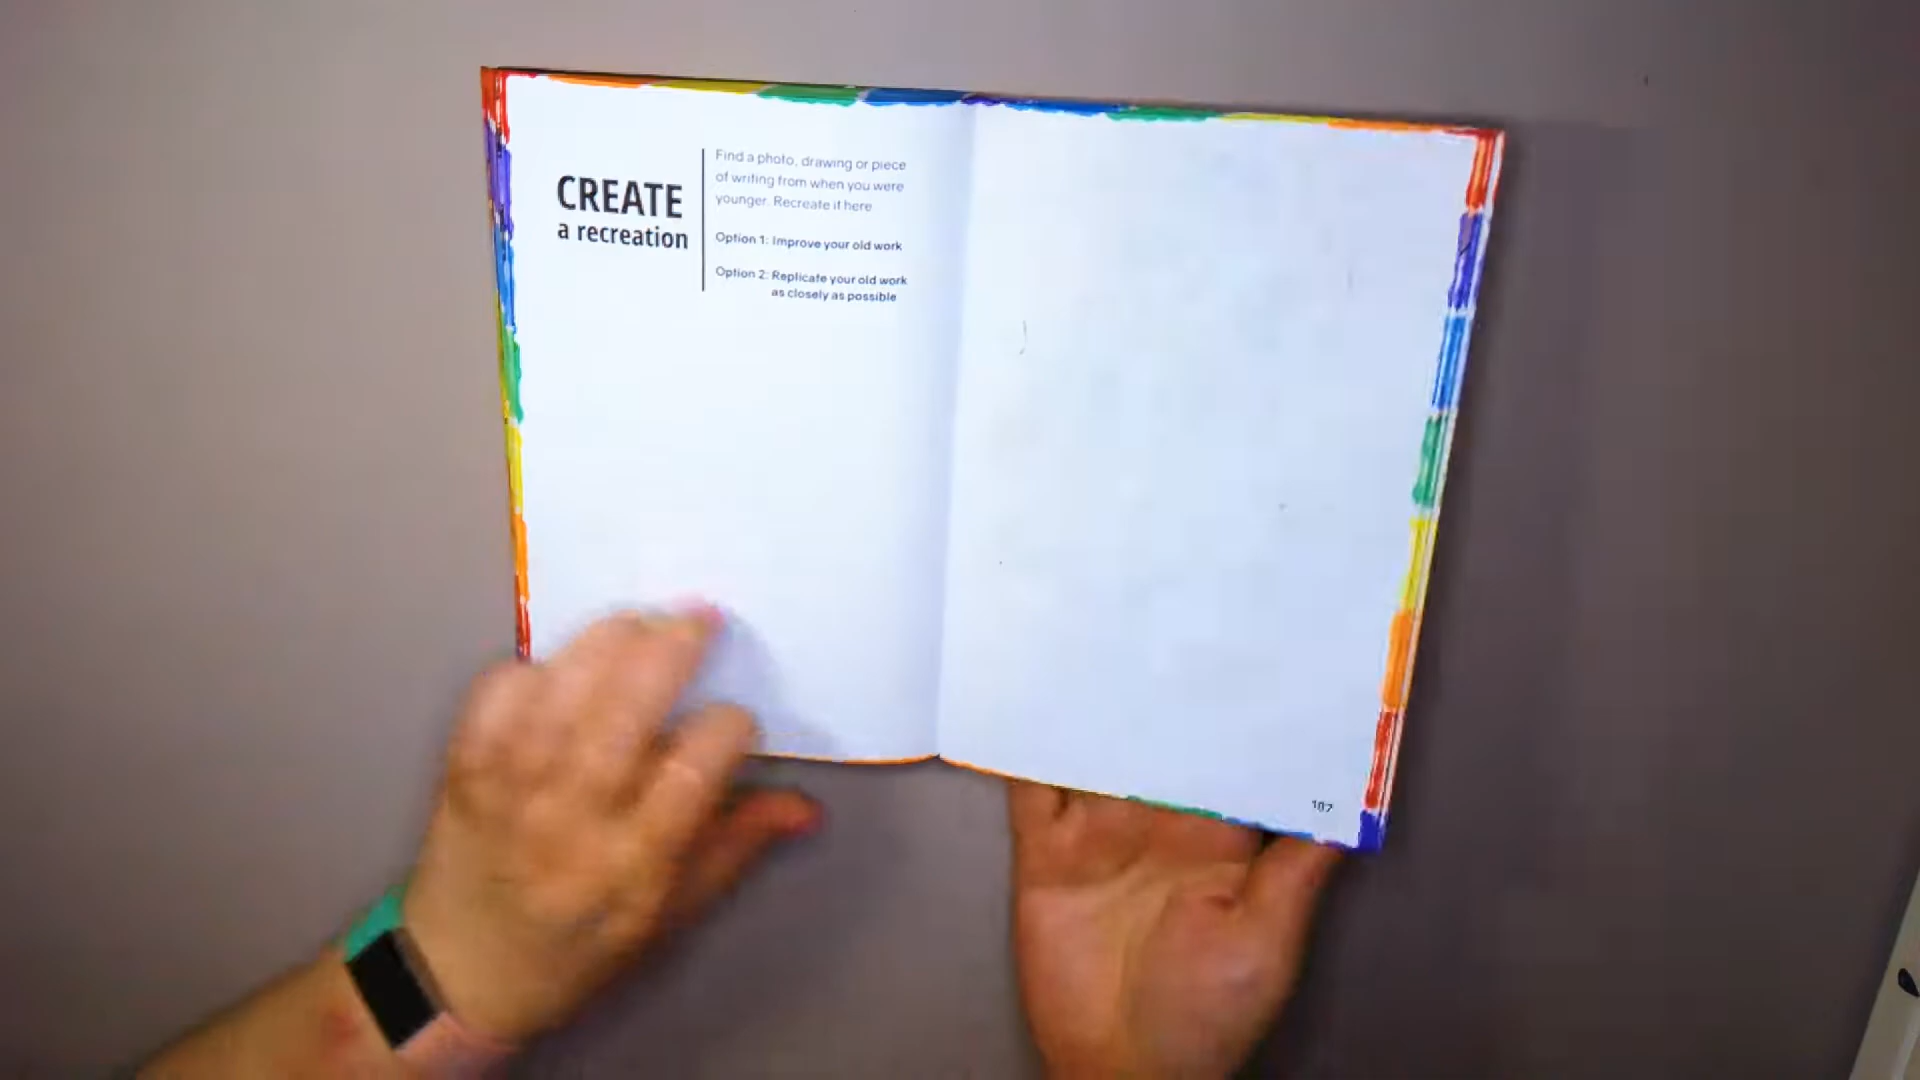 CREATE
a recreation
Find a photo, drawing or piece
of writing from when you were
younger. Recreate it here.
Option 1: Improve your old work
Option 2: Replicate your old work
as closely as possible
107